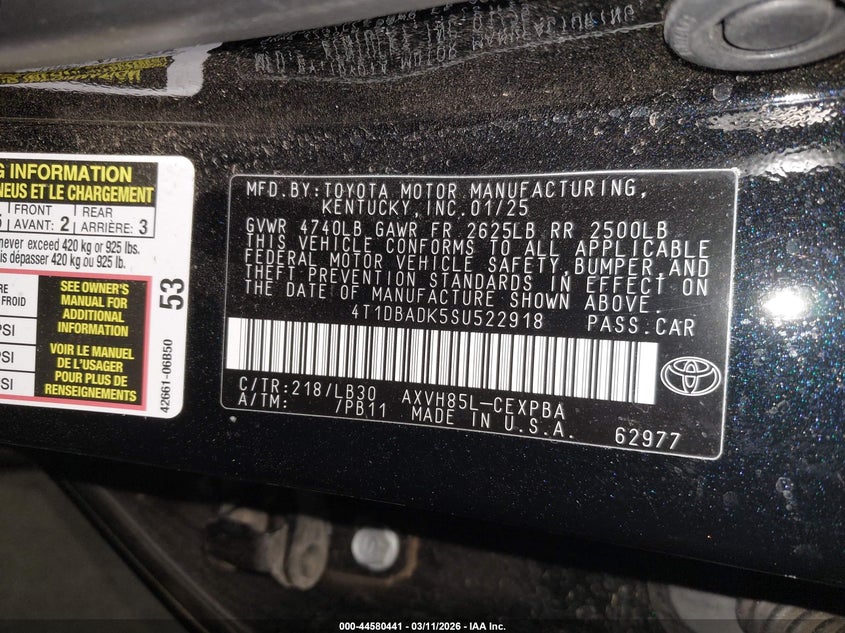 INFORMATION
ET LE CHARGEMENT
FRONT REAR
AVANT: 2 ARRIÈRE: 3
never exceed 420 kg or 925 lbs.
dépasser 420 kg ou 925 lb.
FROID
PSI
PSI
PSI
SEE OWNER'S
MANUAL FOR
ADDITIONAL
INFORMATION
VOIR LE MANUEL
DE L'USAGER
POUR PLUS DE
RENSEIGNEMENTS
53
42661-06B50
MFD.BY:TOYOTA MOTOR MANUFACTURING,
KENTUCKY, INC.01/25
GVWR 4740LB GAWR FR 2625LB RR 2500LB
THIS VEHICLE CONFORMS TO ALL APPLICABLE
FEDERAL MOTOR VEHICLE SAFETY,BUMPER,AND
THEFT PREVENTION STANDARDS IN EFFECT ON
THE DATE OF MANUFACTURE SHOWN ABOVE.
4T1DBADK5SU522918 PASS.CAR
C/TR:218/LB30 AXVH85L-CEXPBA
A/TM: /PB11 MADE IN U.S.A. 62977
000-44580441 - 03/11/2026 - IAA Inc.